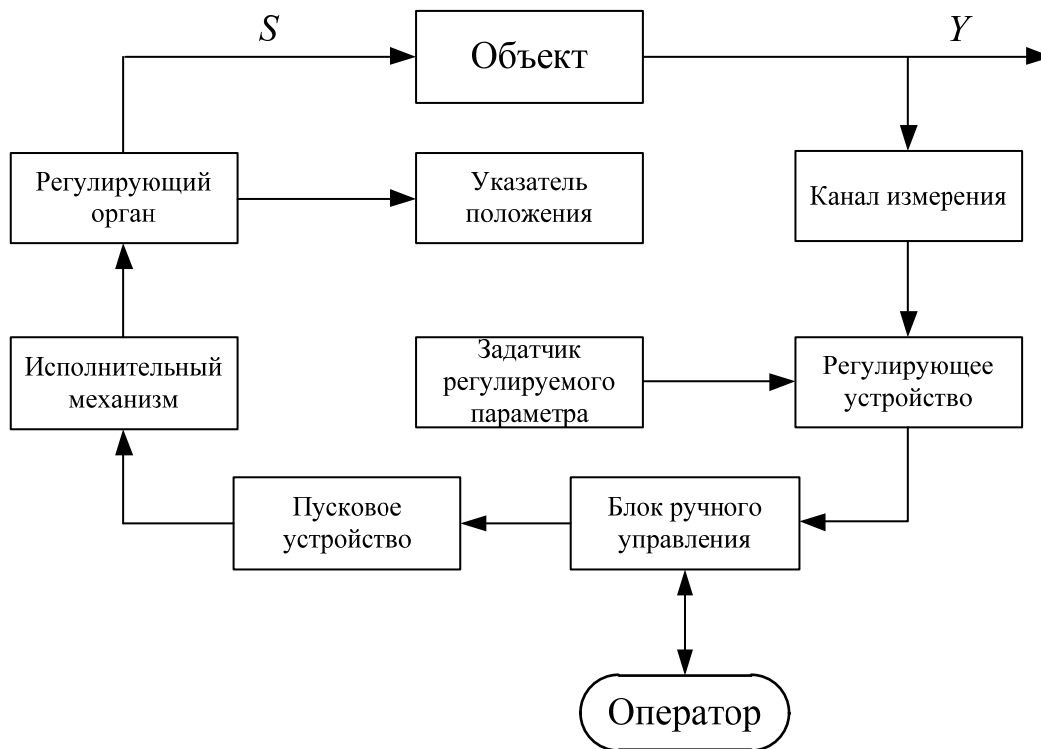 S
Объект
Y
Регулирующий
орган
Указатель
положения
Канал измерения
Исполнительный
механизм
Задатчик
регулируемого
параметра
Регулирующее
устройство
Пусковое
устройство
Блок ручного
управления
Оператор